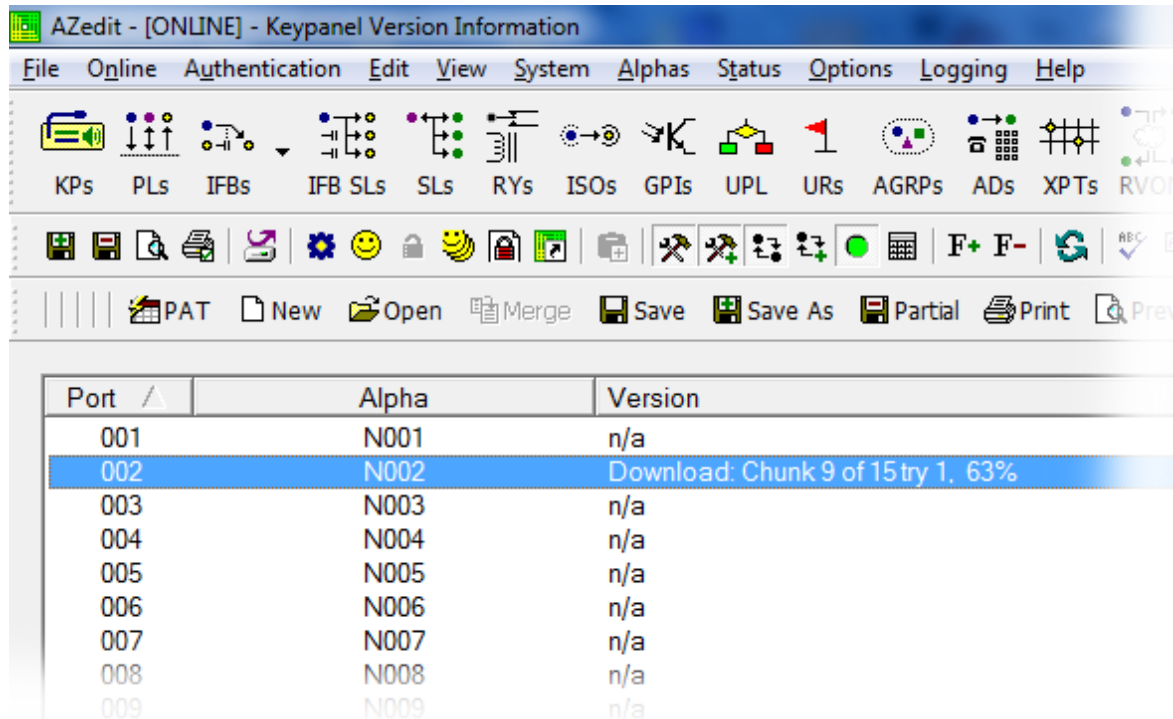 AZedit - [ONLINE] - Keypanel Version Information
File Online Authentication Edit View System Alphas Status Options Logging Help
KPs PLs IFBs IFB SLs SLs RYs ISOs GPIs UPL URs AGRPs ADs XPTs RVON
F+ F- ABC
PAT New Open Merge Save Save As Partial Print Prev
Port Alpha Version
001 N001 n/a
002 N002 Download: Chunk 9 of 15 try 1, 63%
003 N003 n/a
004 N004 n/a
005 N005 n/a
006 N006 n/a
007 N007 n/a
008 N008 n/a
009 N009 n/a